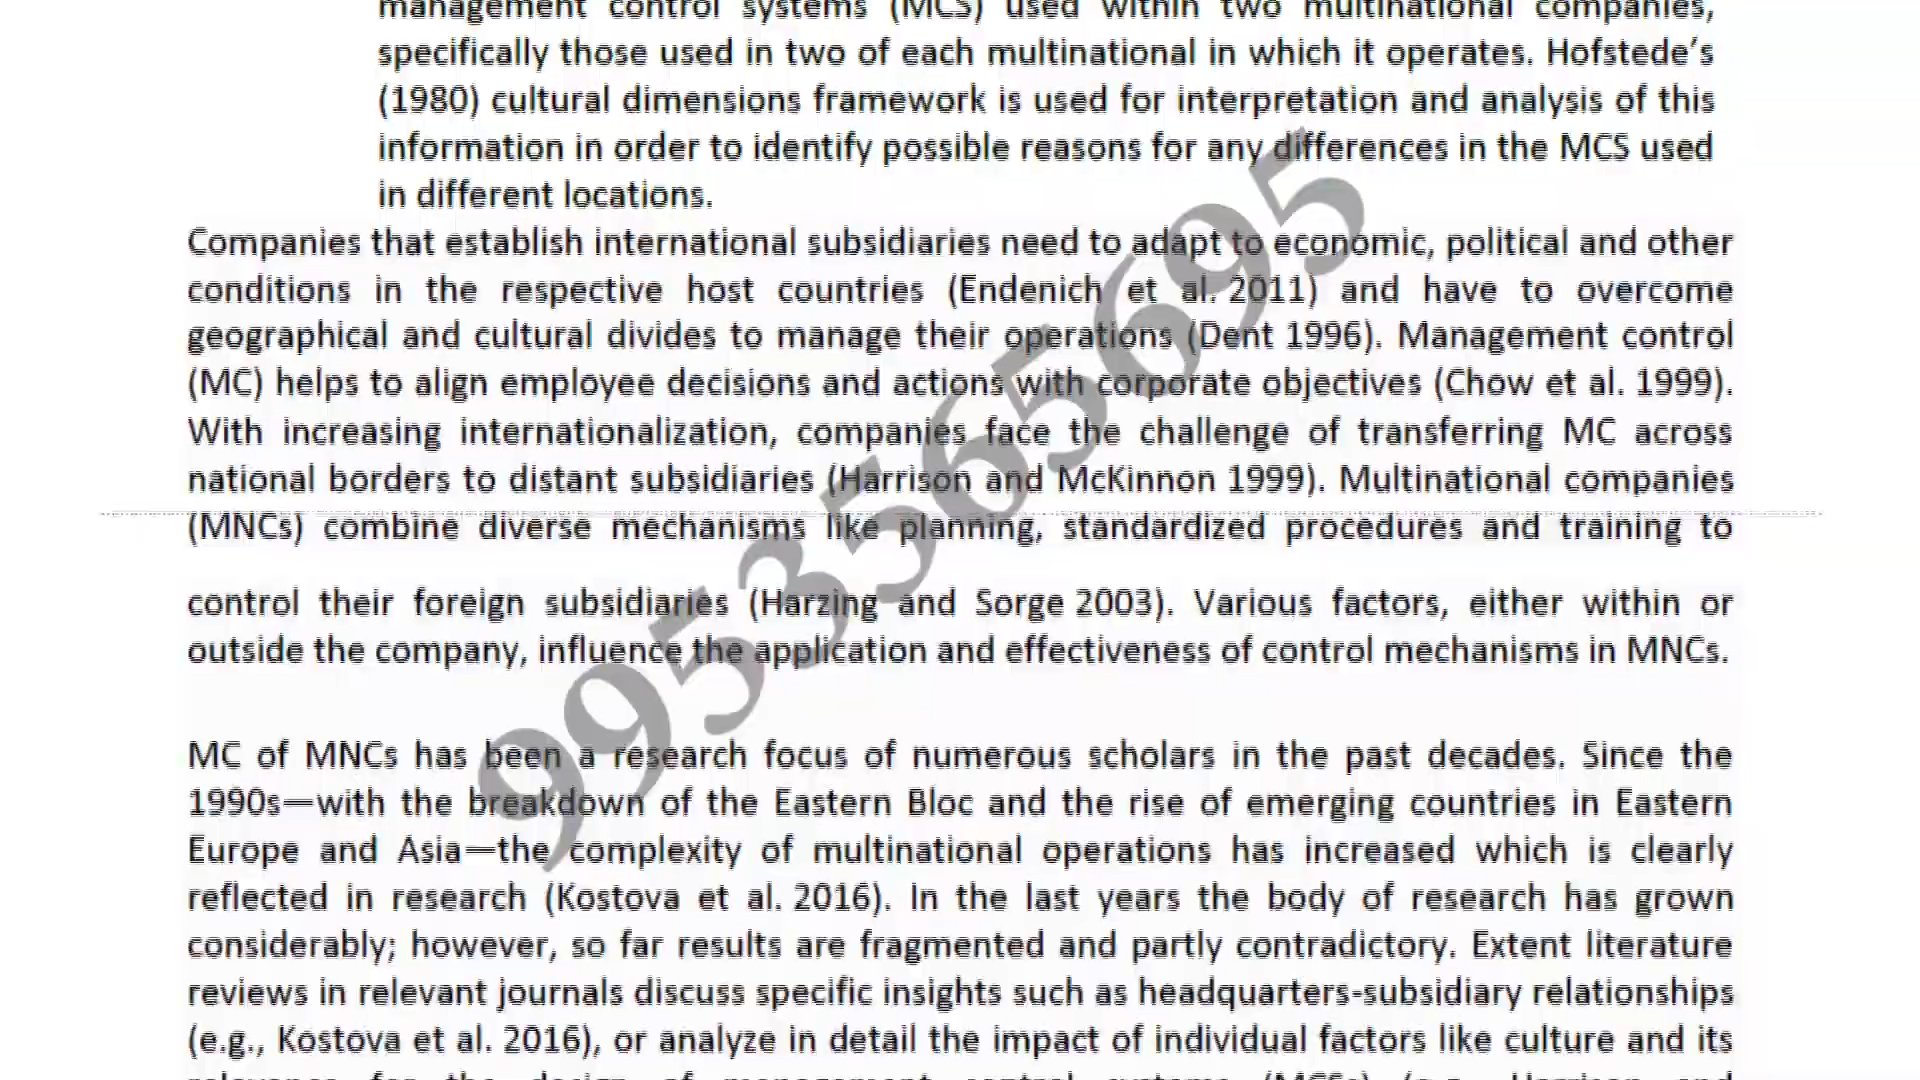 management control systems (MCS) used within two multinational companies,
specifically those used in two of each multinational in which it operates. Hofstede's
(1980) cultural dimensions framework is used for interpretation and analysis of this
information in order to identify possible reasons for any differences in the MCS used
in different locations.
Companies that establish international subsidiaries need to adapt to economic, political and other
conditions in the respective host countries (Endenich et al. 2011) and have to overcome
geographical and cultural divides to manage their operations (Dent 1996). Management control
(MC) helps to align employee decisions and actions with corporate objectives (Chow et al. 1999).
With increasing internationalization, companies face the challenge of transferring MC across
national borders to distant subsidiaries (Harrison and McKinnon 1999). Multinational companies
(MNCs) combine diverse mechanisms like planning, standardized procedures and training to
control their foreign subsidiaries (Harzing and Sorge 2003). Various factors, either within or
outside the company, influence the application and effectiveness of control mechanisms in MNCs.
MC of MNCs has been a research focus of numerous scholars in the past decades. Since the
1990s—with the breakdown of the Eastern Bloc and the rise of emerging countries in Eastern
Europe and Asia—the complexity of multinational operations has increased which is clearly
reflected in research (Kostova et al. 2016). In the last years the body of research has grown
considerably; however, so far results are fragmented and partly contradictory. Extent literature
reviews in relevant journals discuss specific insights such as headquarters-subsidiary relationships
(e.g., Kostova et al. 2016), or analyze in detail the impact of individual factors like culture and its
relevance for the design of management control systems (MCSs) (e.g., Harrison and
9953565695